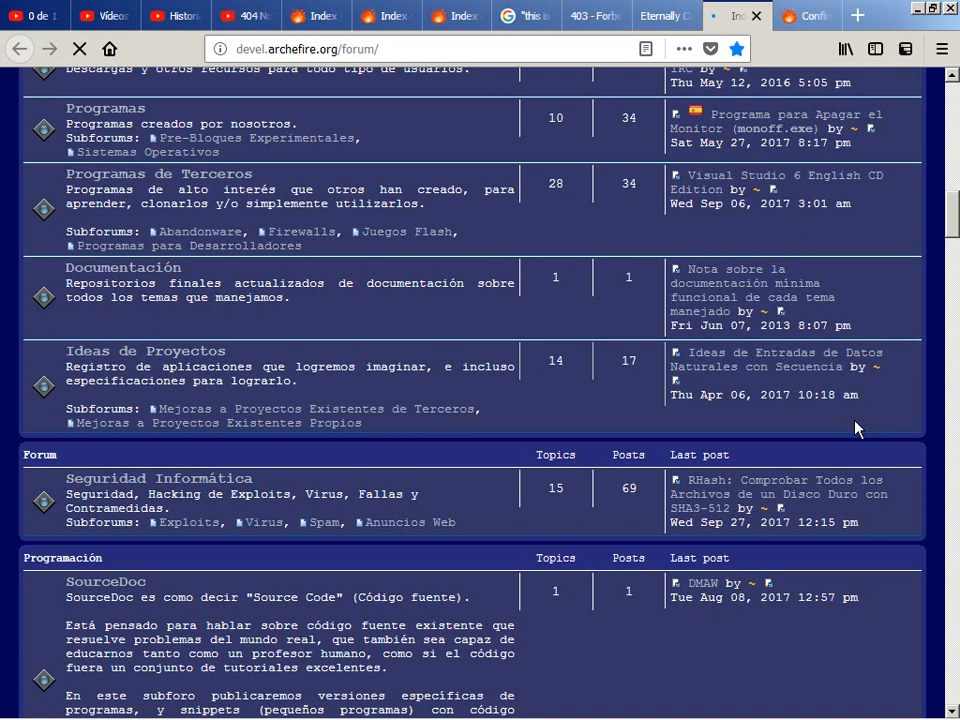 0 de 1
Vídeos
Histori
404 No
Index
Index
Index
"this is
403 - Forbi
Eternally C
Ind
Confir
devel.archefire.org/forum/
Descargas y otros recursos para todo tipo de usuarios.
IRC by ~
Thu May 12, 2016 5:05 pm
Programas
Programas creados por nosotros.
Subforums: Pre-Bloques Experimentales,
Sistemas Operativos
10
34
Programa para Apagar el
Monitor (monoff.exe) by ~
Sat May 27, 2017 8:17 pm
Programas de Terceros
Programas de alto interés que otros han creado, para
aprender, clonarlos y/o simplemente utilizarlos.
Subforums: Abandonware, Firewalls, Juegos Flash,
Programas para Desarrolladores
28
34
Visual Studio 6 English CD
Edition by ~
Wed Sep 06, 2017 3:01 am
Documentación
Repositorios finales actualizados de documentación sobre
todos los temas que manejamos.
1
1
Nota sobre la
documentación mínima
funcional de cada tema
manejado by ~
Fri Jun 07, 2013 8:07 pm
Ideas de Proyectos
Registro de aplicaciones que logremos imaginar, e incluso
especificaciones para lograrlo.
Subforums: Mejoras a Proyectos Existentes de Terceros,
Mejoras a Proyectos Existentes Propios
14
17
Ideas de Entradas de Datos
Naturales con Secuencia by ~
Thu Apr 06, 2017 10:18 am
Forum Topics Posts Last post
Seguridad Informática
Seguridad, Hacking de Exploits, Virus, Fallas y
Contramedidas.
Subforums: Exploits, Virus, Spam, Anuncios Web
15
69
RHash: Comprobar Todos los
Archivos de un Disco Duro con
SHA3-512 by ~
Wed Sep 27, 2017 12:15 pm
Programación Topics Posts Last post
SourceDoc
SourceDoc es como decir "Source Code" (Código fuente).
Está pensado para hablar sobre código fuente existente que
resuelve problemas del mundo real, que también sea capaz de
educarnos tanto como un profesor humano, como si el código
fuera un conjunto de tutoriales excelentes.
En este subforo publicaremos versiones específicas de
programas, y snippets (pequeños programas) con código
1
1
DMAW by ~
Tue Aug 08, 2017 12:57 pm